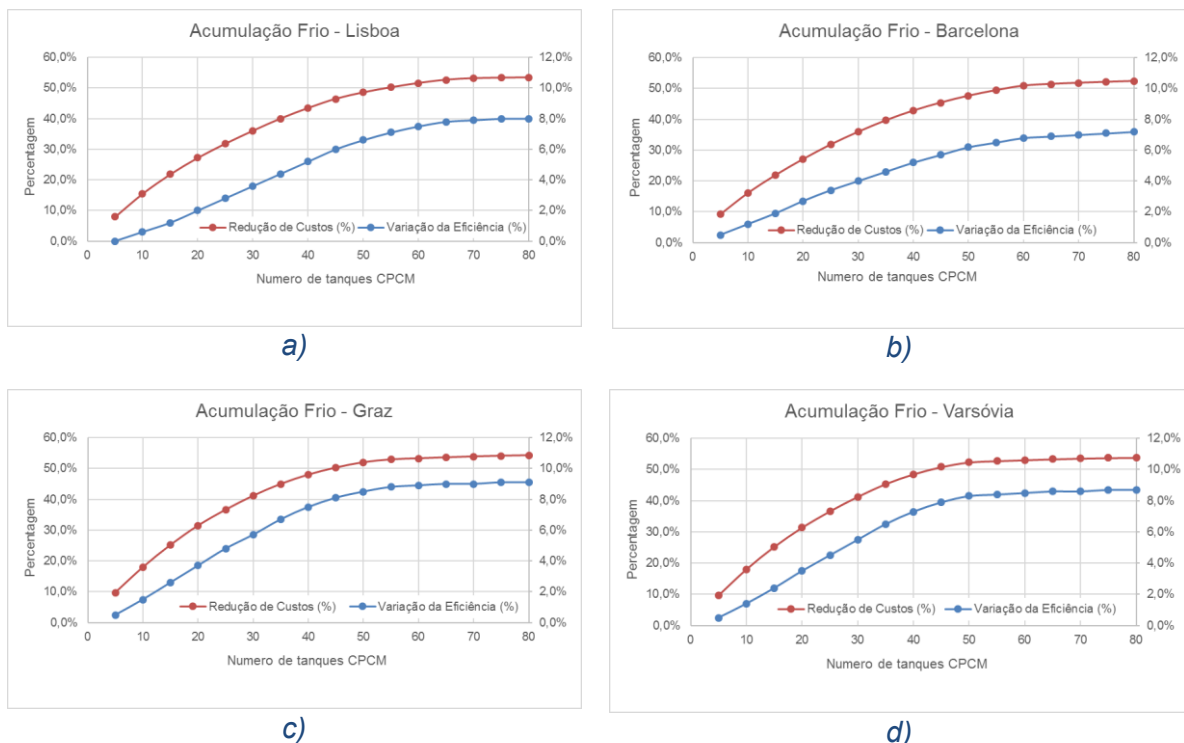 Acumulação Frio - Lisboa
60,0%
50,0%
40,0%
30,0%
20,0%
10,0%
0,0%
12,0%
10,0%
8,0%
6,0%
4,0%
2,0%
0,0%
Percentagem
Redução de Custos (%) Variação da Eficiência (%)
0 10 20 30 40 50 60 70 80
Numero de tanques CPCM
a)
Acumulação Frio - Barcelona
60,0%
50,0%
40,0%
30,0%
20,0%
10,0%
0,0%
12,0%
10,0%
8,0%
6,0%
4,0%
2,0%
0,0%
Percentagem
Redução de Custos (%) Variação da Eficiência (%)
0 10 20 30 40 50 60 70 80
Numero de tanques CPCM
b)
Acumulação Frio - Graz
60,0%
50,0%
40,0%
30,0%
20,0%
10,0%
0,0%
12,0%
10,0%
8,0%
6,0%
4,0%
2,0%
0,0%
Percentagem
Redução de Custos (%) Variação da Eficiência (%)
0 10 20 30 40 50 60 70 80
Numero de tanques CPCM
c)
Acumulação Frio - Varsóvia
60,0%
50,0%
40,0%
30,0%
20,0%
10,0%
0,0%
12,0%
10,0%
8,0%
6,0%
4,0%
2,0%
0,0%
Percentagem
Redução de Custos (%) Variação da Eficiência (%)
0 10 20 30 40 50 60 70 80
Numero de tanques CPCM
d)